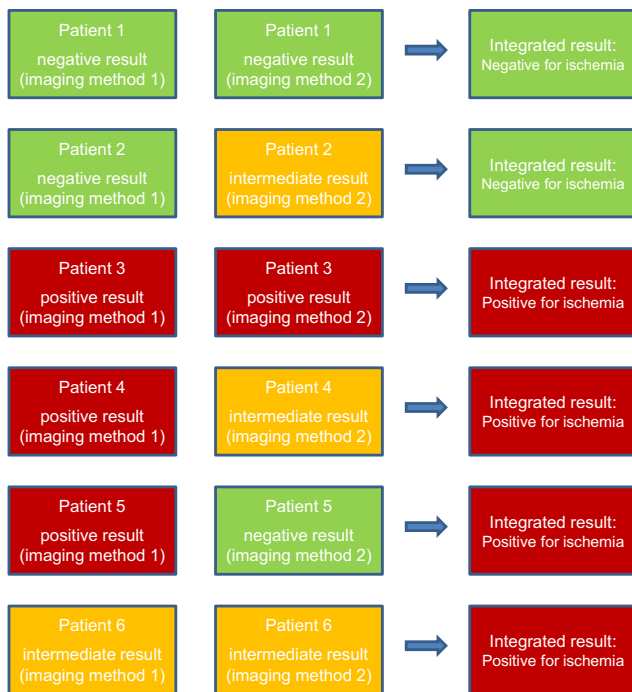 Patient 1
negative result
(imaging method 1)
Patient 1
negative result
(imaging method 2)
Integrated result:
Negative for ischemia
Patient 2
negative result
(imaging method 1)
Patient 2
intermediate result
(imaging method 2)
Integrated result:
Negative for ischemia
Patient 3
positive result
(imaging method 1)
Patient 3
positive result
(imaging method 2)
Integrated result:
Positive for ischemia
Patient 4
positive result
(imaging method 1)
Patient 4
intermediate result
(imaging method 2)
Integrated result:
Positive for ischemia
Patient 5
positive result
(imaging method 1)
Patient 5
negative result
(imaging method 2)
Integrated result:
Positive for ischemia
Patient 6
intermediate result
(imaging method 1)
Patient 6
intermediate result
(imaging method 2)
Integrated result:
Positive for ischemia